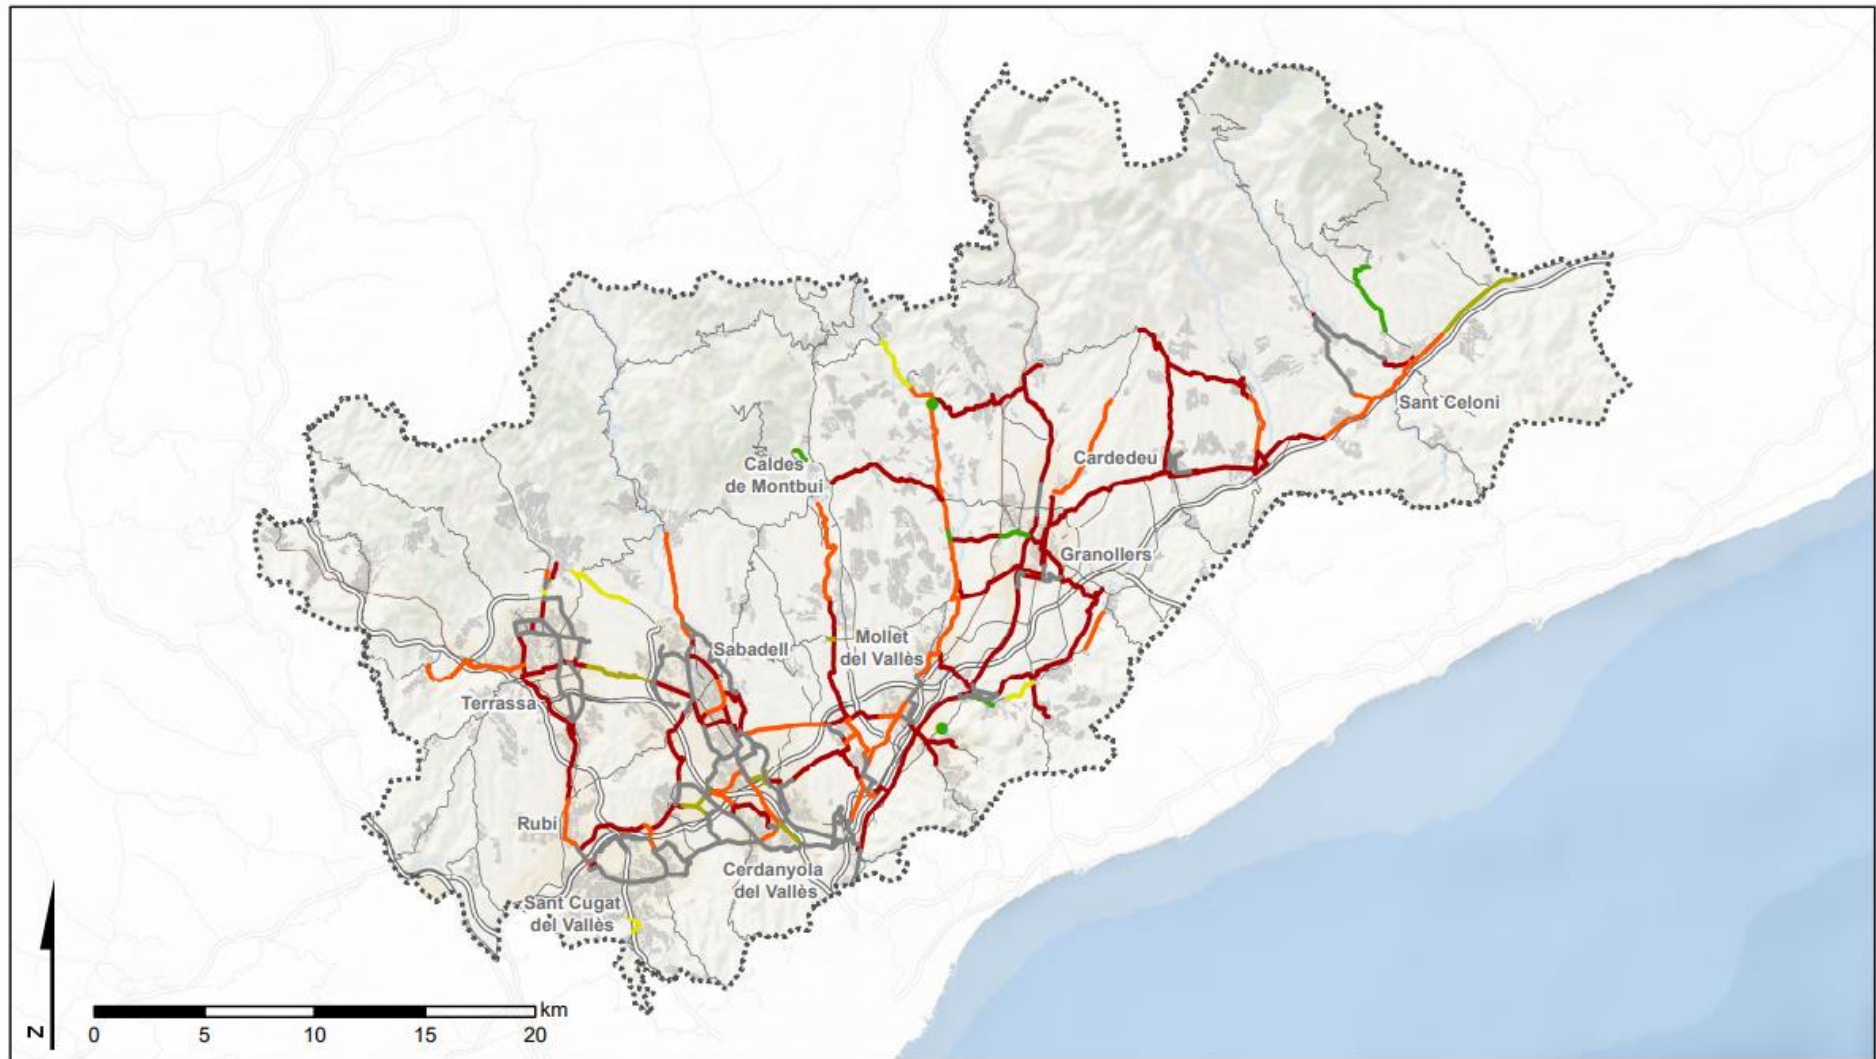 Sant Celoni
Cardedeu
Caldes
de Montbui
Granollers
Mollet
del Vallès
Sabadell
Terrassa
Rubí
Cerdanyola
del Vallès
Sant Cugat
del Vallès
N
km
0 5 10 15 20